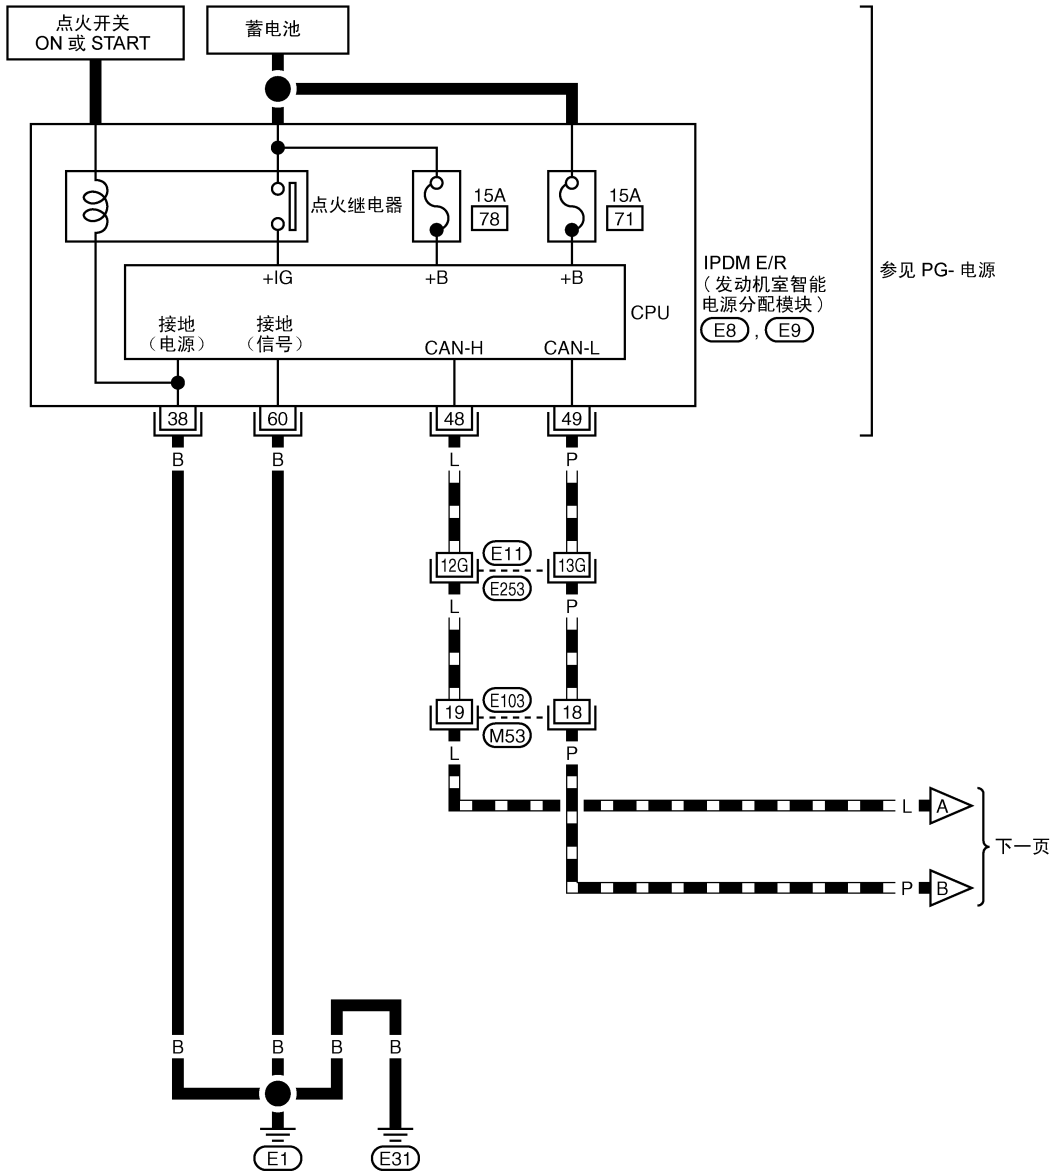 点火开关
ON 或 START
蓄电池
点火继电器
15A
78
15A
71
IPDM E/R
（发动机室智能
电源分配模块）
E8 , E9
参见 PG- 电源
+IG
+B
+B
CPU
接地
（电源）
接地
（信号）
CAN-H
CAN-L
38
60
48
49
B
B
L
P
12G
E11
13G
E253
L
P
19
E103
18
M53
L
P
L
A
下一页
P
B
B
B
B
B
E1
E31